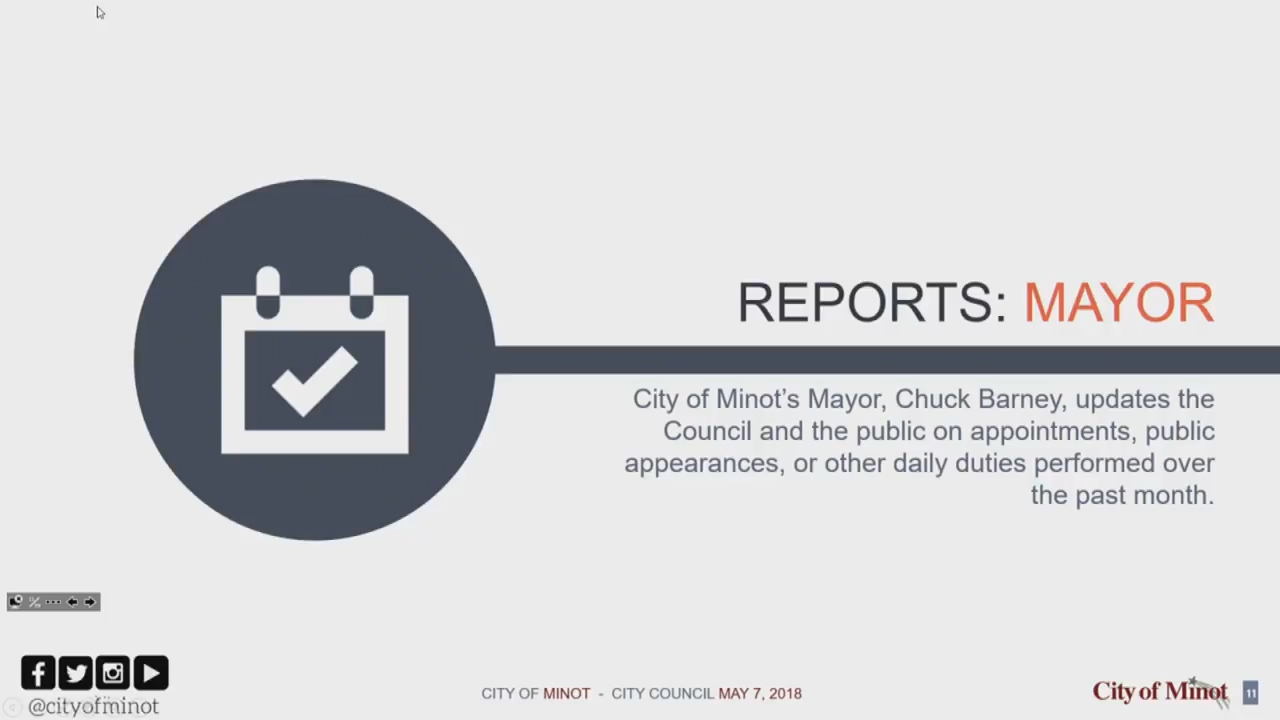 REPORTS: MAYOR
City of Minot’s Mayor, Chuck Barney, updates the
Council and the public on appointments, public
appearances, or other daily duties performed over
the past month.
@cityofminot
CITY OF MINOT - CITY COUNCIL MAY 7, 2018
City of Minot
11